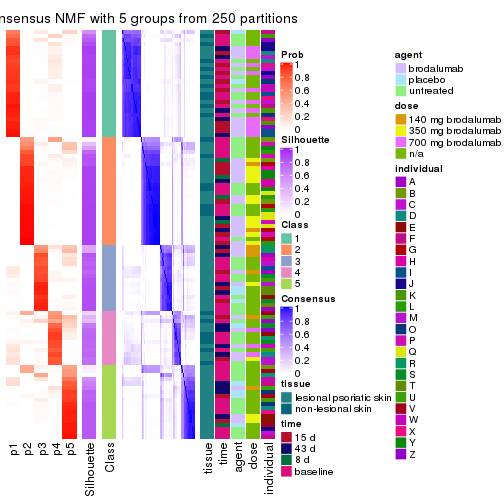 nsensus NMF with 5 groups from 250 partitions
Prob
1
0.8
0.6
0.4
0.2
0
Silhouette
1
0.8
0.6
0.4
0.2
0
Class
1
2
3
4
5
Consensus
1
0.8
0.6
0.4
0.2
0
tissue
lesional psoriatic skin
non-lesional skin
time
15 d
43 d
8 d
baseline
agent
brodalumab
placebo
untreated
dose
140 mg brodalumab
350 mg brodalumab
700 mg brodalumab
n/a
individual
A
B
C
D
E
F
G
H
I
J
K
L
M
O
P
Q
R
S
T
U
V
W
X
Y
Z
p1
p2
p3
p4
p5
Silhouette
Class
tissue
time
agent
dose
individual